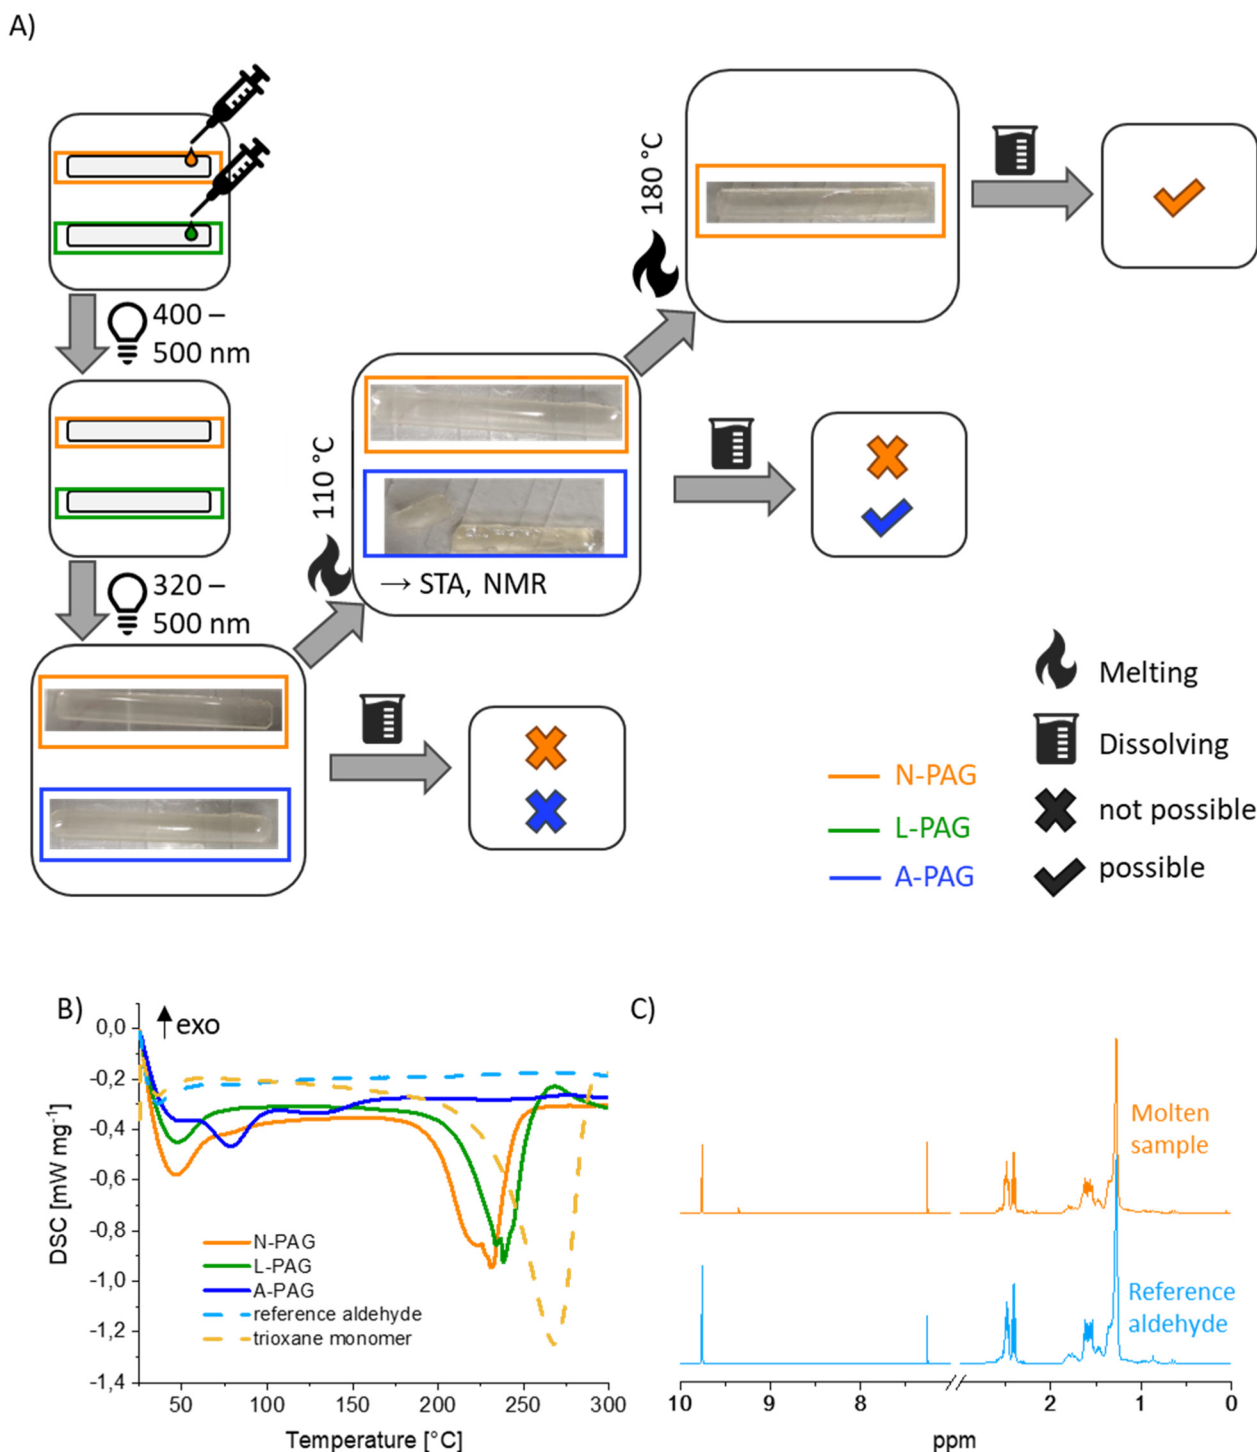 A)
400 –
500 nm
320 –
500 nm
110 °C
→ STA, NMR
180 °C
N-PAG
L-PAG
A-PAG
Melting
Dissolving
not possible
possible
B)
exo
0,0
-0,2
-0,4
-0,6
-0,8
-1,0
-1,2
-1,4
DSC [mW mg⁻¹]
N-PAG
L-PAG
A-PAG
reference aldehyde
trioxane monomer
50 100 150 200 250 300
Temperature [°C]
C)
Molten
sample
Reference
aldehyde
10 9 8 // 2 1 0
ppm